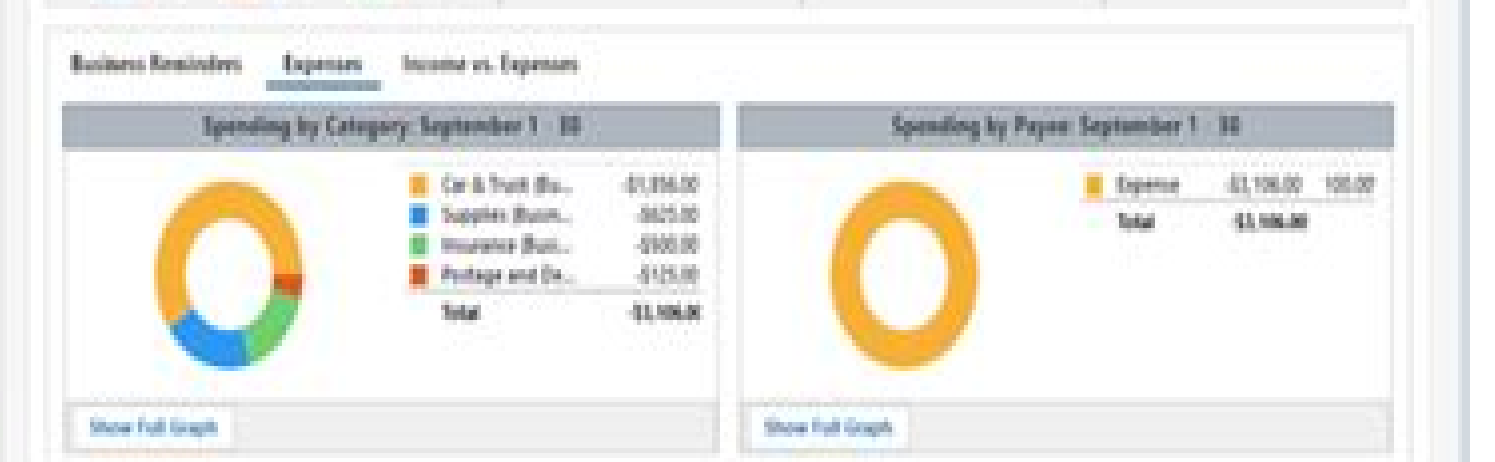 Business Reminders Expenses Income vs. Expenses
Spending by Category: September 1 - 30
Car & Truck (Bu... -$1,856.00
Supplies (Busin... -$625.00
Insurance (Busi... -$500.00
Postage and De... -$125.00
Total -$3,106.00
Show Full Graph
Spending by Payee: September 1 - 30
Expense -$3,106.00 100.00
Total -$3,106.00
Show Full Graph